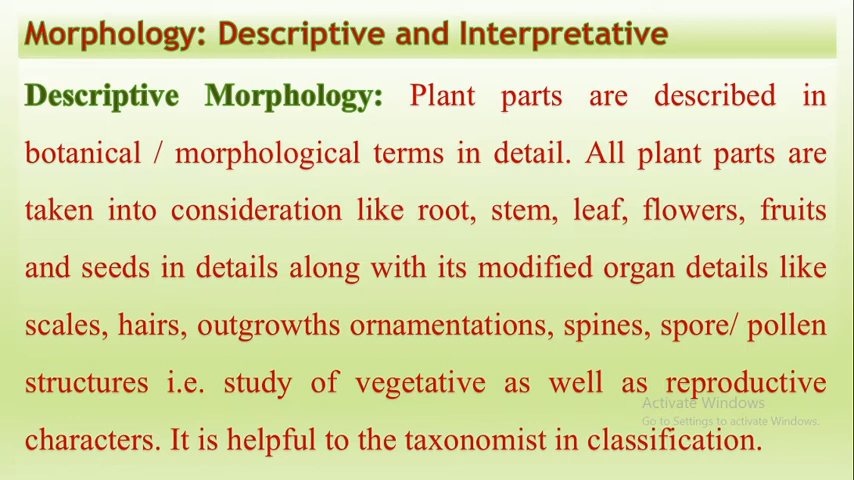 Morphology: Descriptive and Interpretative
Descriptive Morphology: Plant parts are described in
botanical / morphological terms in detail. All plant parts are
taken into consideration like root, stem, leaf, flowers, fruits
and seeds in details along with its modified organ details like
scales, hairs, outgrowths ornamentations, spines, spore/ pollen
structures i.e. study of vegetative as well as reproductive
Activate Windows
Go to Settings to activate Windows.
characters. It is helpful to the taxonomist in classification.